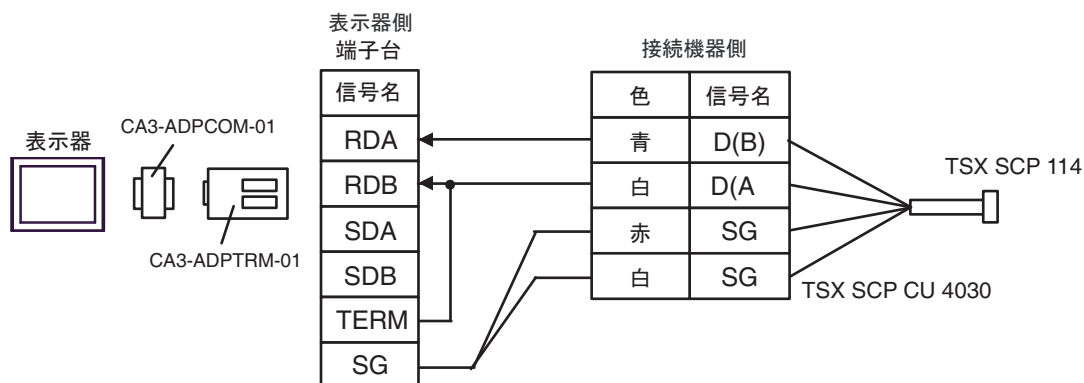 表示器
CA3-ADPCOM-01
CA3-ADPTRM-01
表示器側
端子台
信号名
RDA
RDB
SDA
SDB
TERM
SG
接続機器側
色 信号名
青 D(B)
白 D(A
赤 SG
白 SG
TSX SCP 114
TSX SCP CU 4030